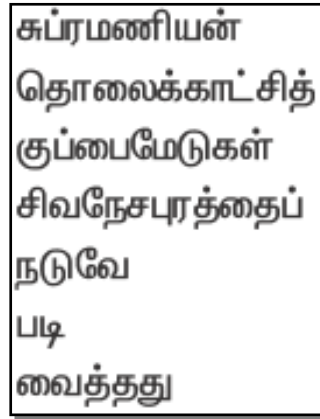 சுப்ரமணியன்
தொலைக்காட்சித்
குப்பைமேடுகள்
சிவநேசபுரத்தைப்
நடுவே
படி
வைத்தது